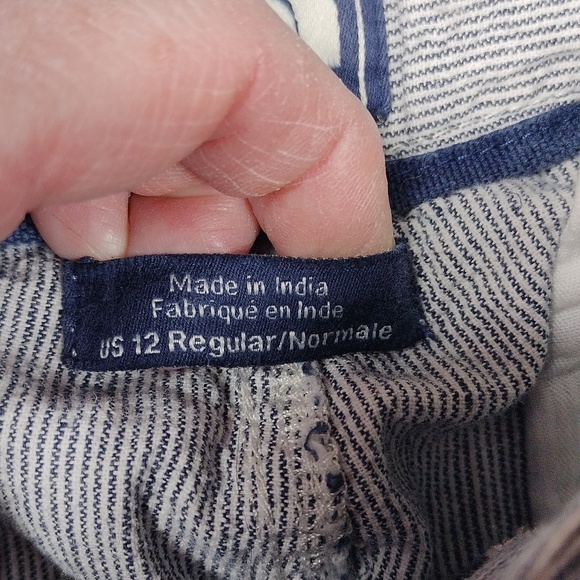 Made in India
Fabriqué en Inde
US 12 Regular/Normale